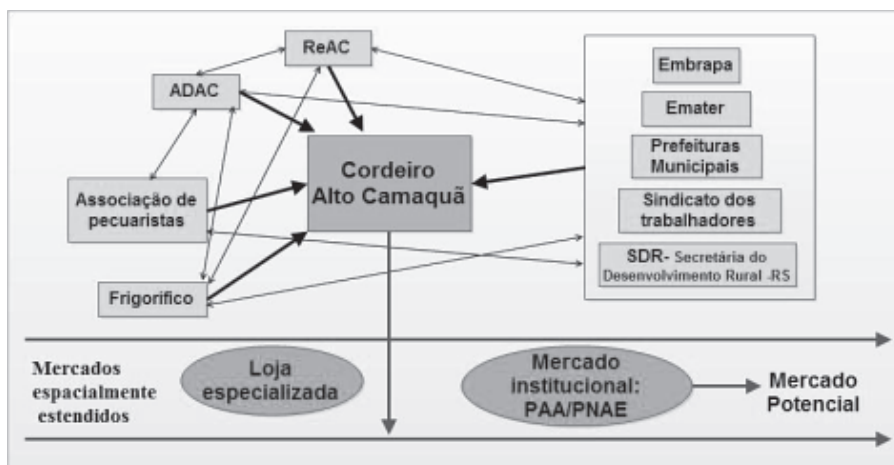 ReAC
ADAC
Associação de
pecuaristas
Frigorifico
Cordeiro
Alto Camaquã
Embrapa
Emater
Prefeituras
Municipais
Sindicato dos
trabalhadores
SDR- Secretária do
Desenvolvimento Rural -RS
Mercados
espacialmente
estendidos
Loja
especializada
Mercado
institucional:
PAA/PNAE
Mercado
Potencial